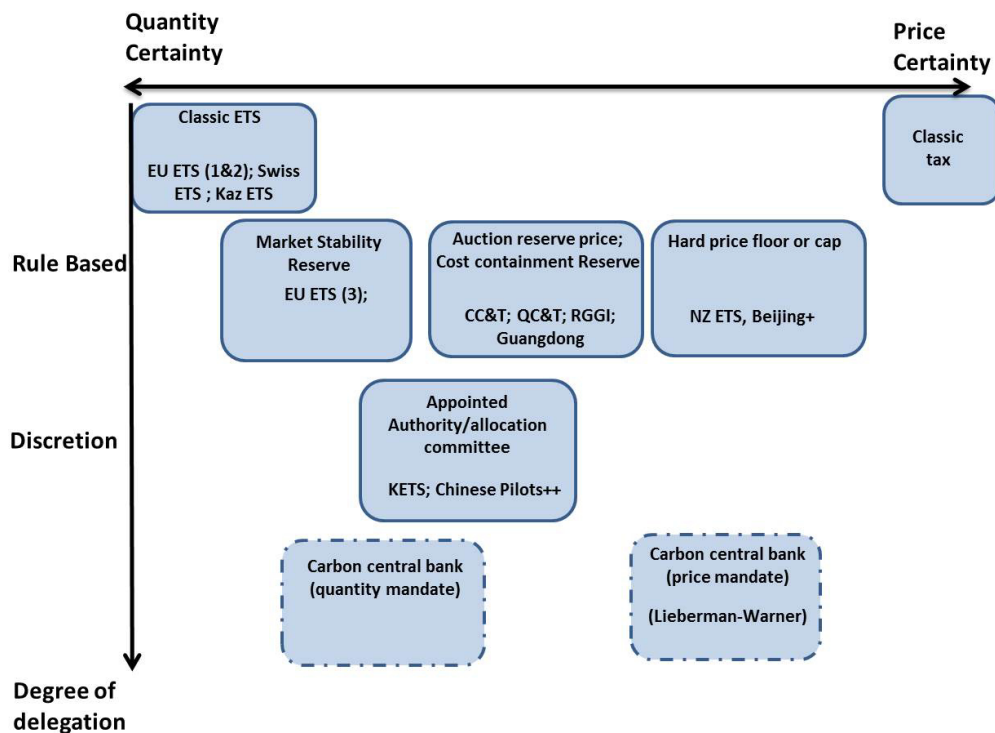 Quantity
Certainty
Price
Certainty
Classic ETS
EU ETS (1&2); Swiss
ETS ; Kaz ETS
Classic
tax
Rule Based
Market Stability
Reserve
EU ETS (3);
Auction reserve price;
Cost containment Reserve
CC&T; QC&T; RGGI;
Guangdong
Hard price floor or cap
NZ ETS, Beijing+
Discretion
Appointed
Authority/allocation
committee
KETS; Chinese Pilots++
Carbon central bank
(quantity mandate)
Carbon central bank
(price mandate)
(Lieberman-Warner)
Degree of
delegation